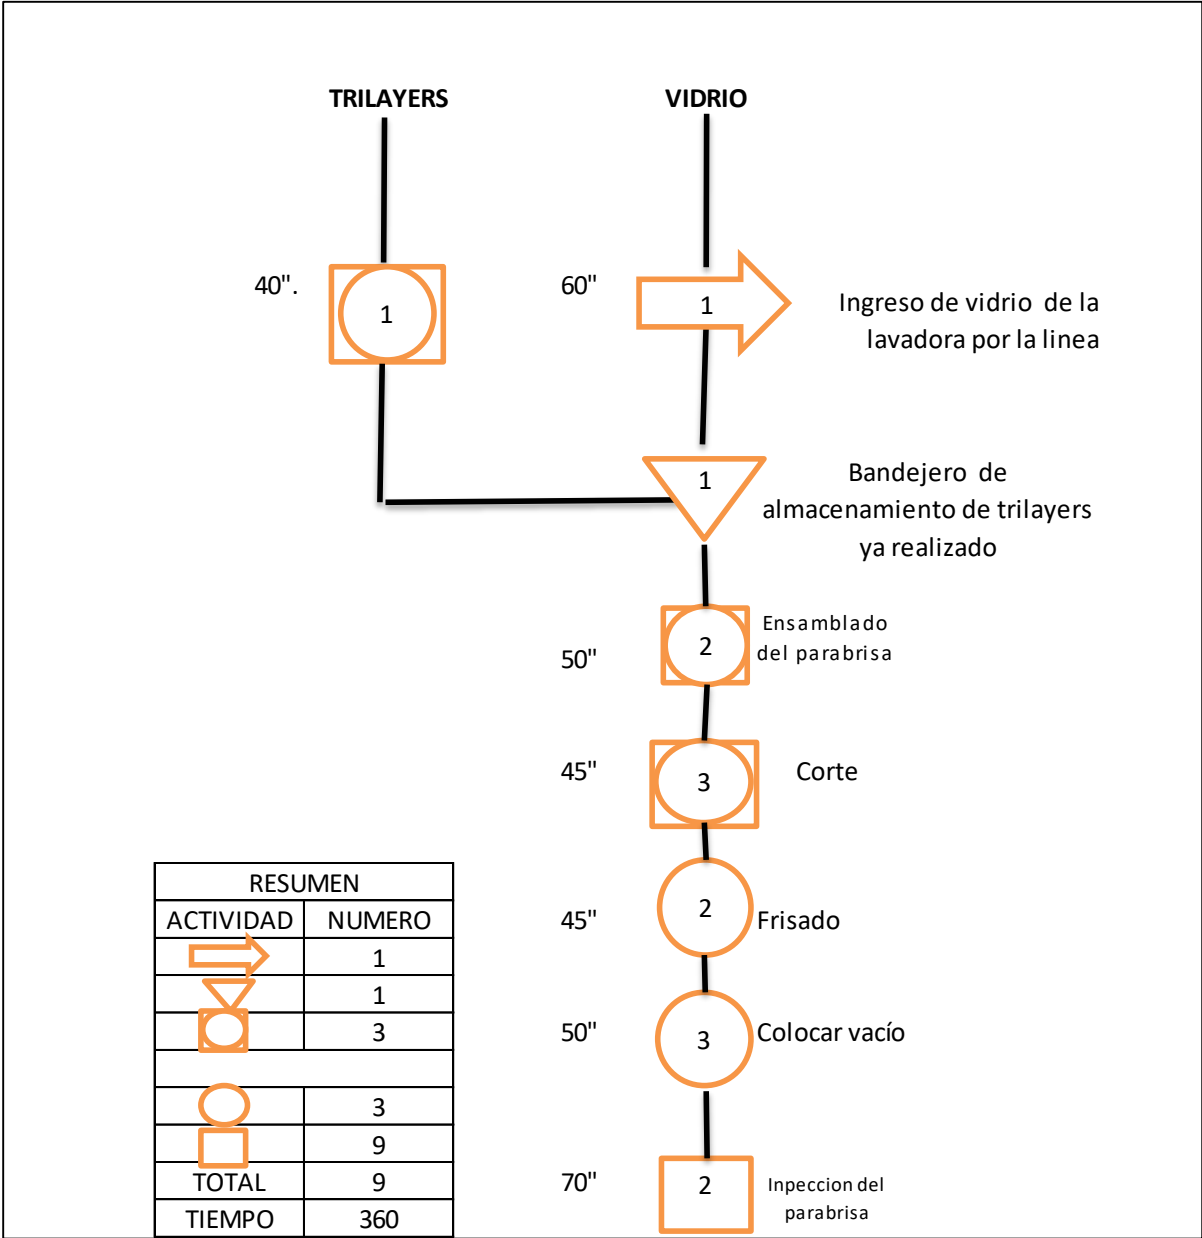 TRILAYERS
VIDRIO
40".
1
60"
1
Ingreso de vidrio de la
lavadora por la linea
1
Bandejero de
almacenamiento de trilayers
ya realizado
50"
2
Ensamblado
del parabrisa
45"
3
Corte
45"
2
Frisado
50"
3
Colocar vacío
70"
2
Inpeccion del
parabrisa
RESUMEN
ACTIVIDAD NUMERO
1
1
3
3
9
TOTAL 9
TIEMPO 360